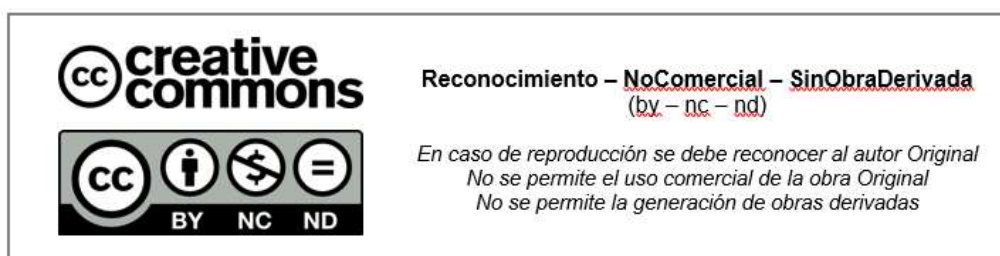 cc creative
commons
Reconocimiento – NoComercial – SinObraDerivada
(by – nc – nd)
En caso de reproducción se debe reconocer al autor Original
No se permite el uso comercial de la obra Original
No se permite la generación de obras derivadas
cc
$ =
BY NC ND